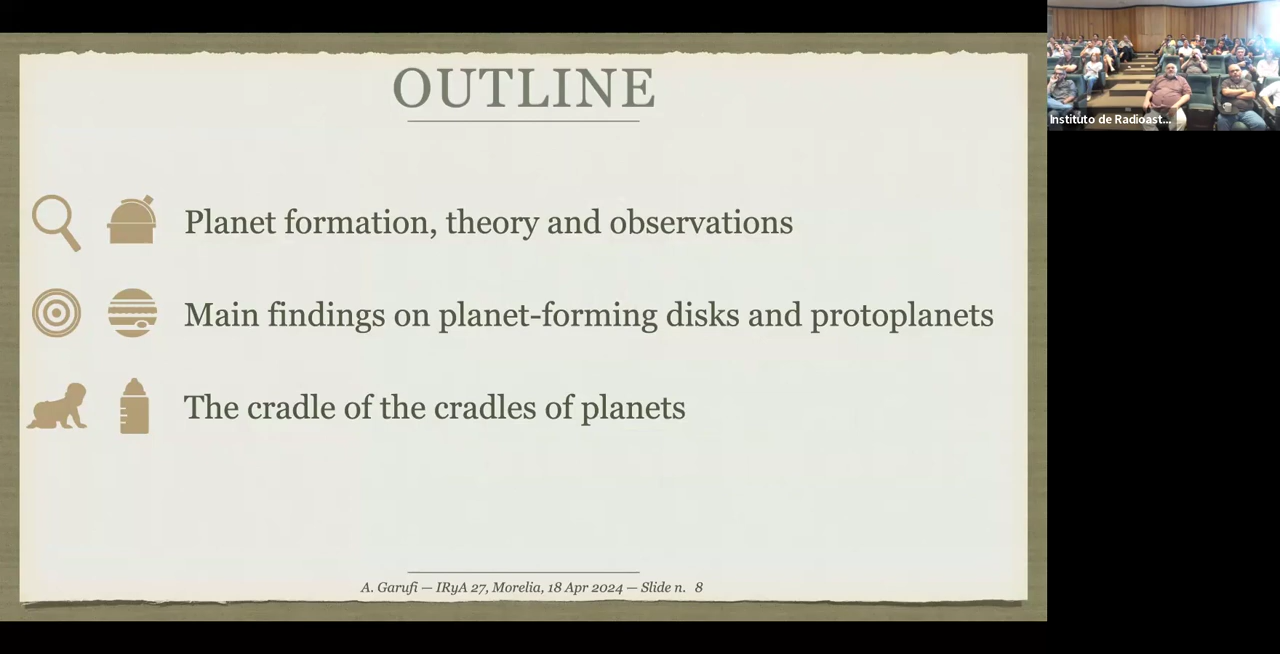 OUTLINE
Planet formation, theory and observations
Main findings on planet-forming disks and protoplanets
The cradle of the cradles of planets
A. Garufi — IRyA 27, Morelia, 18 Apr 2024 — Slide n. 8
Instituto de Radioast...